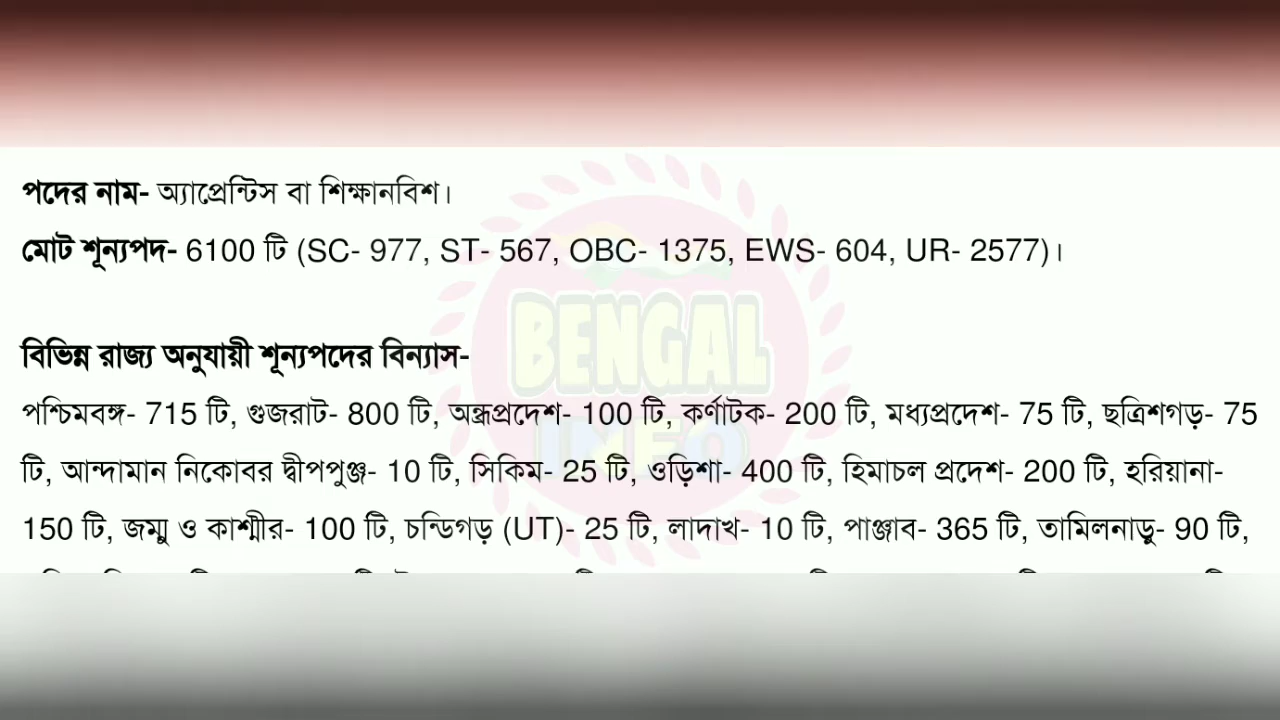 পদের নাম- অ্যাপ্রেন্টিস বা শিক্ষানবিশ।
মোট শূন্যপদ- 6100 টি (SC- 977, ST- 567, OBC- 1375, EWS- 604, UR- 2577)।
BENGAL
INFO
বিভিন্ন রাজ্য অনুযায়ী শূন্যপদের বিন্যাস-
পশ্চিমবঙ্গ- 715 টি, গুজরাট- 800 টি, অন্ধ্রপ্রদেশ- 100 টি, কর্ণাটক- 200 টি, মধ্যপ্রদেশ- 75 টি, ছত্রিশগড়- 75
টি, আন্দামান নিকোবর দ্বীপপুঞ্জ- 10 টি, সিকিম- 25 টি, ওড়িশা- 400 টি, হিমাচল প্রদেশ- 200 টি, হরিয়ানা-
150 টি, জম্মু ও কাশ্মীর- 100 টি, চন্ডিগড় (UT)- 25 টি, লাদাখ- 10 টি, পাঞ্জাব- 365 টি, তামিলনাড়ু- 90 টি,